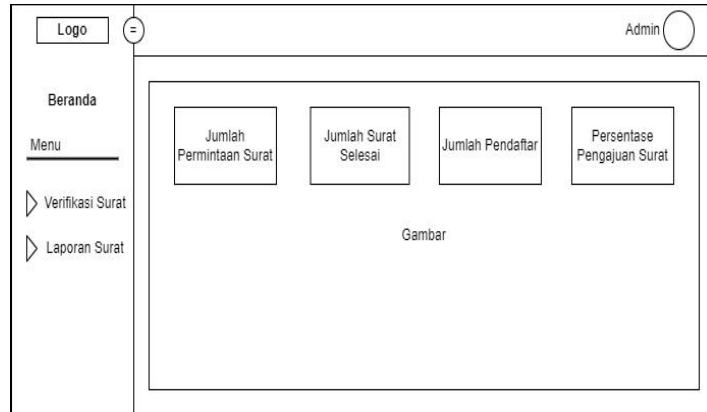 Logo
=
Admin
Beranda
Menu
Verifikasi Surat
Laporan Surat
Jumlah
Permintaan Surat
Jumlah Surat
Selesai
Jumlah Pendaftar
Persentase
Pengajuan Surat
Gambar